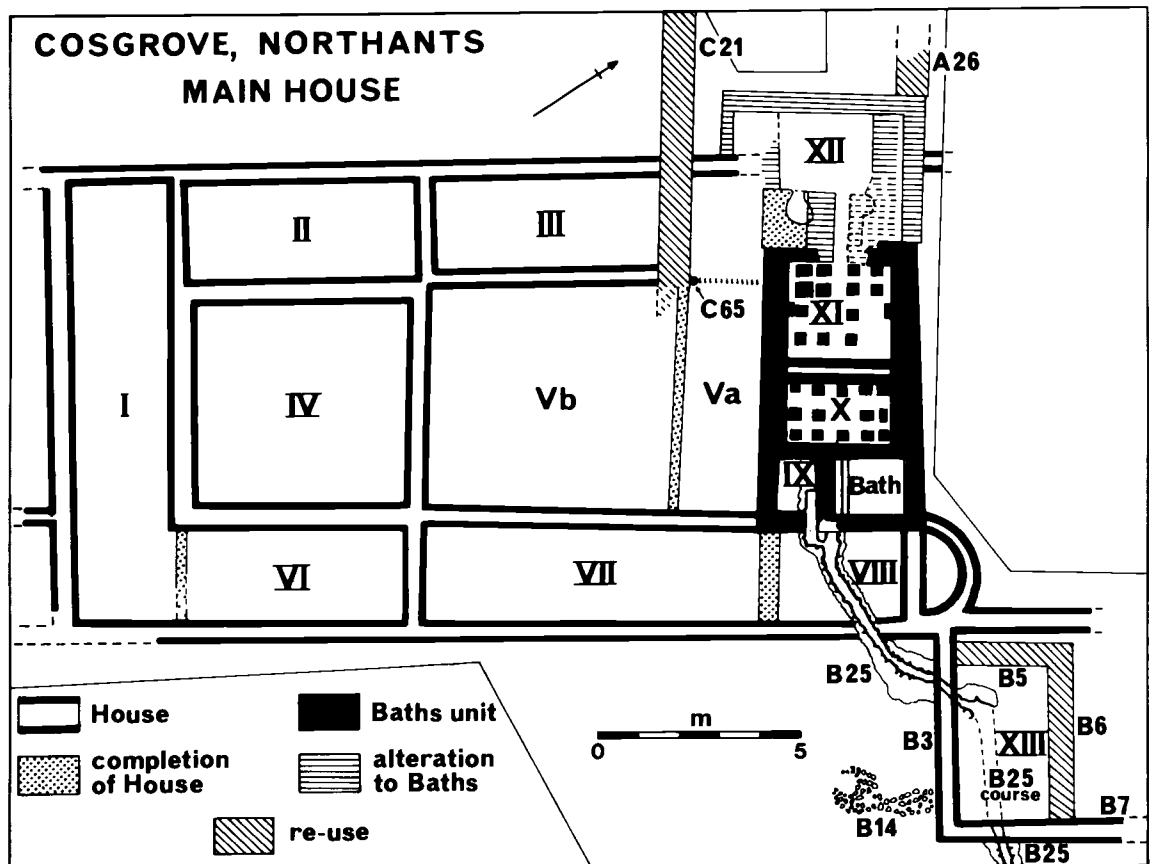 COSGROVE, NORTHANTS
MAIN HOUSE
C21
A26
XII
II
III
C65
XI
I
IV
Vb
Va
X
IX
Bath
VI
VII
VIII
B25
B5
B6
B3
XIII
B25
course
B14
B7
B25
House
Baths unit
completion
of House
alteration
to Baths
re-use
m
0
5